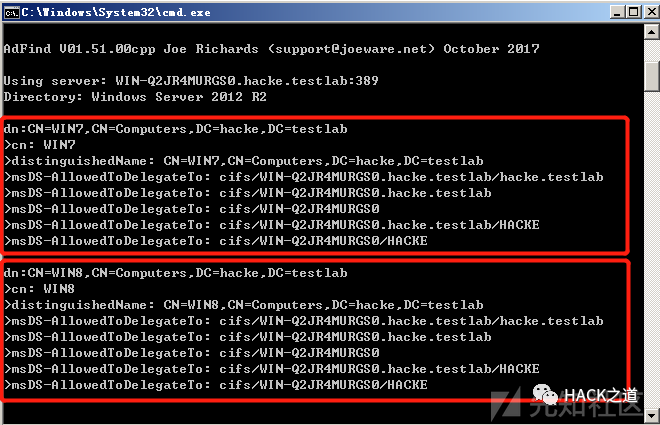 C:\Windows\System32\cmd.exe
AdFind V01.51.00cpp Joe Richards (support@joeware.net) October 2017
Using server: WIN-Q2JR4MURGS0.hacke.testlab:389
Directory: Windows Server 2012 R2
dn:CN=WIN7,CN=Computers,DC=hacke,DC=testlab
>cn: WIN7
>distinguishedName: CN=WIN7,CN=Computers,DC=hacke,DC=testlab
>msDS-AllowedToDelegateTo: cifs/WIN-Q2JR4MURGS0.hacke.testlab/hacke.testlab
>msDS-AllowedToDelegateTo: cifs/WIN-Q2JR4MURGS0.hacke.testlab
>msDS-AllowedToDelegateTo: cifs/WIN-Q2JR4MURGS0
>msDS-AllowedToDelegateTo: cifs/WIN-Q2JR4MURGS0.hacke.testlab/HACKE
>msDS-AllowedToDelegateTo: cifs/WIN-Q2JR4MURGS0/HACKE
dn:CN=WIN8,CN=Computers,DC=hacke,DC=testlab
>cn: WIN8
>distinguishedName: CN=WIN8,CN=Computers,DC=hacke,DC=testlab
>msDS-AllowedToDelegateTo: cifs/WIN-Q2JR4MURGS0.hacke.testlab/hacke.testlab
>msDS-AllowedToDelegateTo: cifs/WIN-Q2JR4MURGS0.hacke.testlab
>msDS-AllowedToDelegateTo: cifs/WIN-Q2JR4MURGS0
>msDS-AllowedToDelegateTo: cifs/WIN-Q2JR4MURGS0.hacke.testlab/HACKE
>msDS-AllowedToDelegateTo: cifs/WIN-Q2JR4MURGS0/HACKE
HACK之道
先知社区